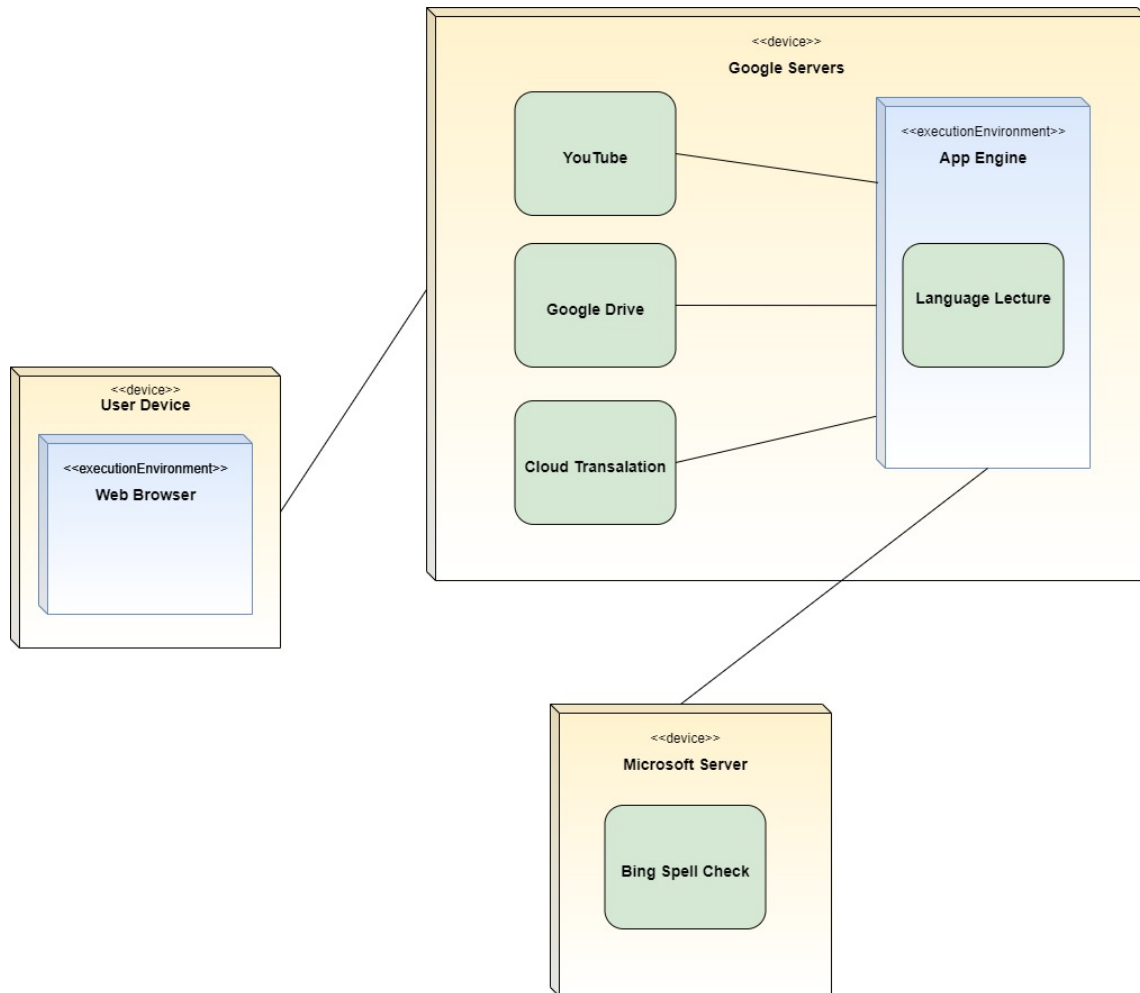 <<device>>
Google Servers
YouTube
<<executionEnvironment>>
App Engine
Google Drive
Language Lecture
Cloud Transalation
<<device>>
User Device
<<executionEnvironment>>
Web Browser
<<device>>
Microsoft Server
Bing Spell Check